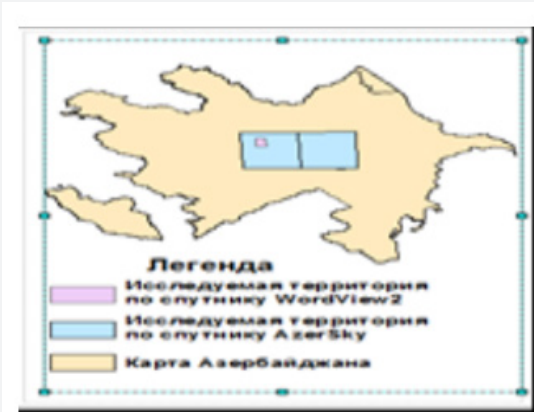 Легенда
Исследуемая территория
по спутнику WordView2
Исследуемая территория
по спутнику AzerSky
Карта Азербайджана